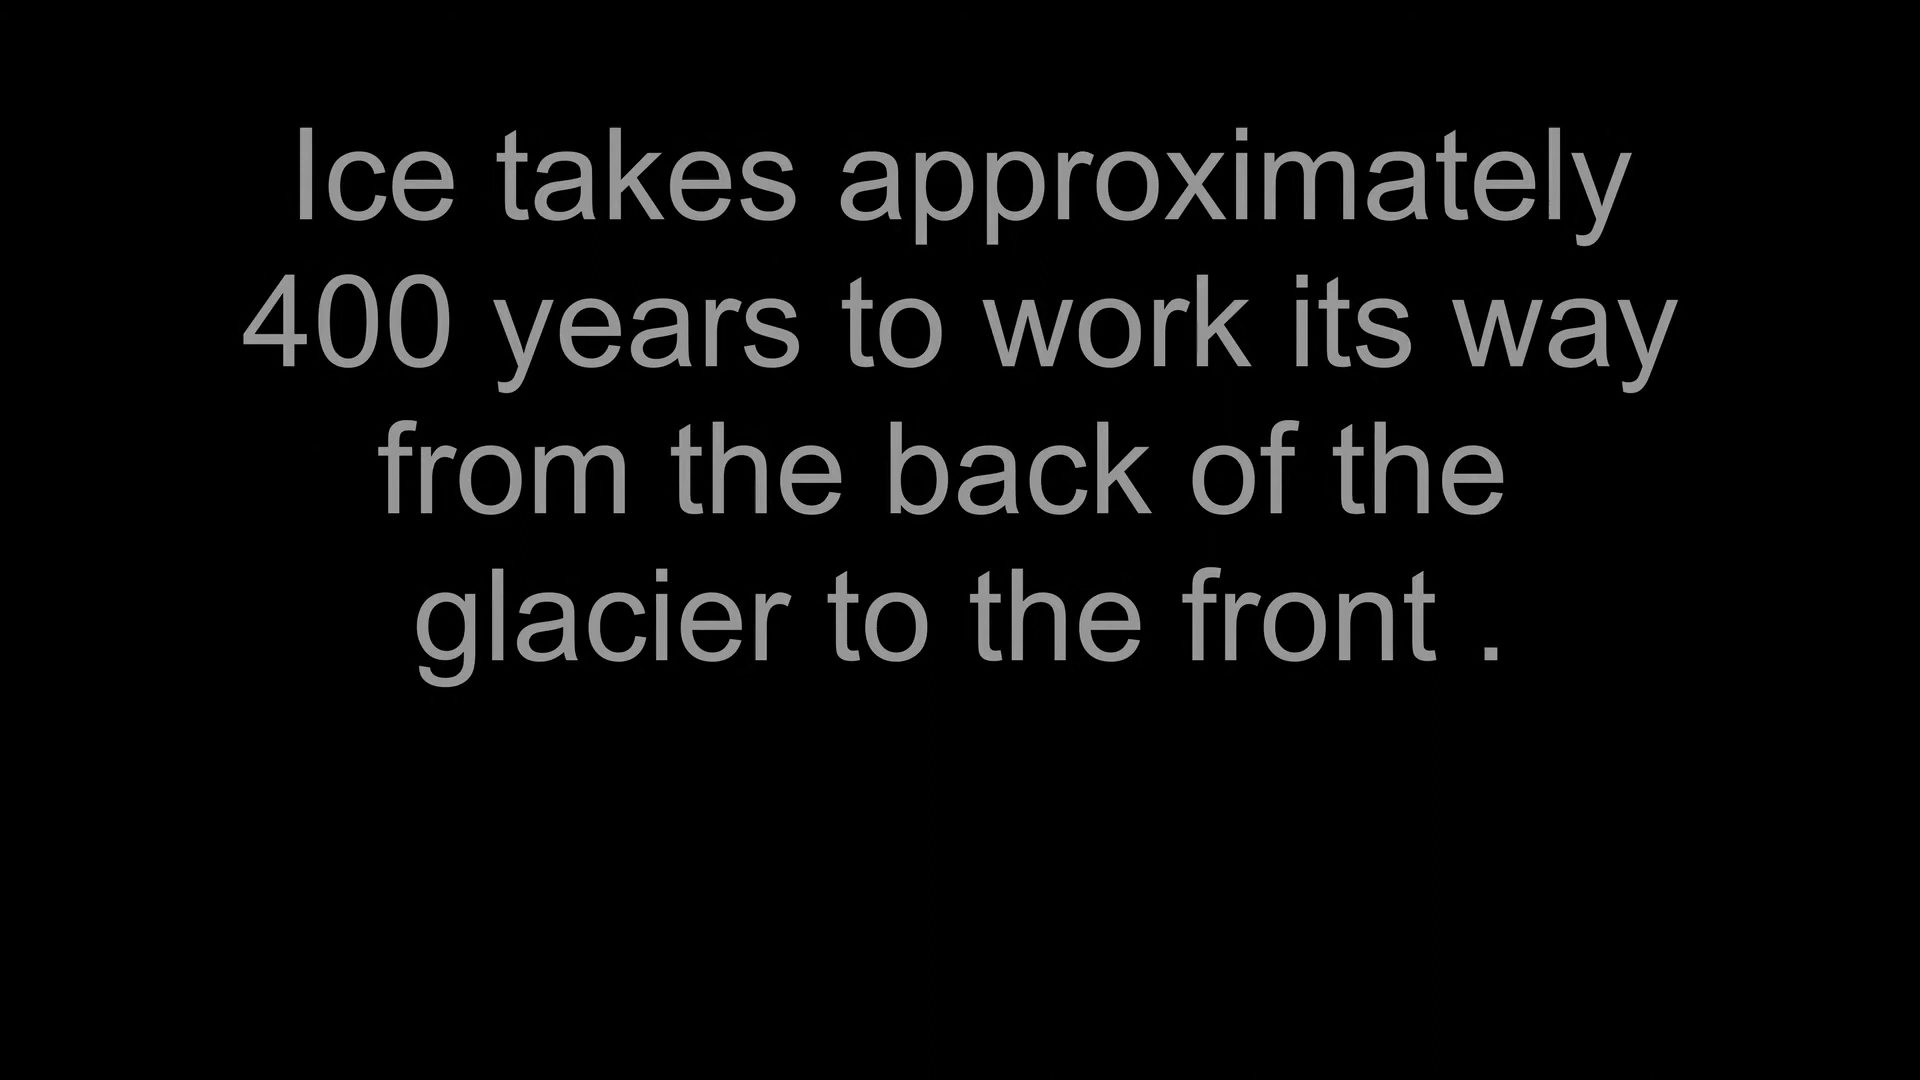 Ice takes approximately
400 years to work its way
from the back of the
glacier to the front .